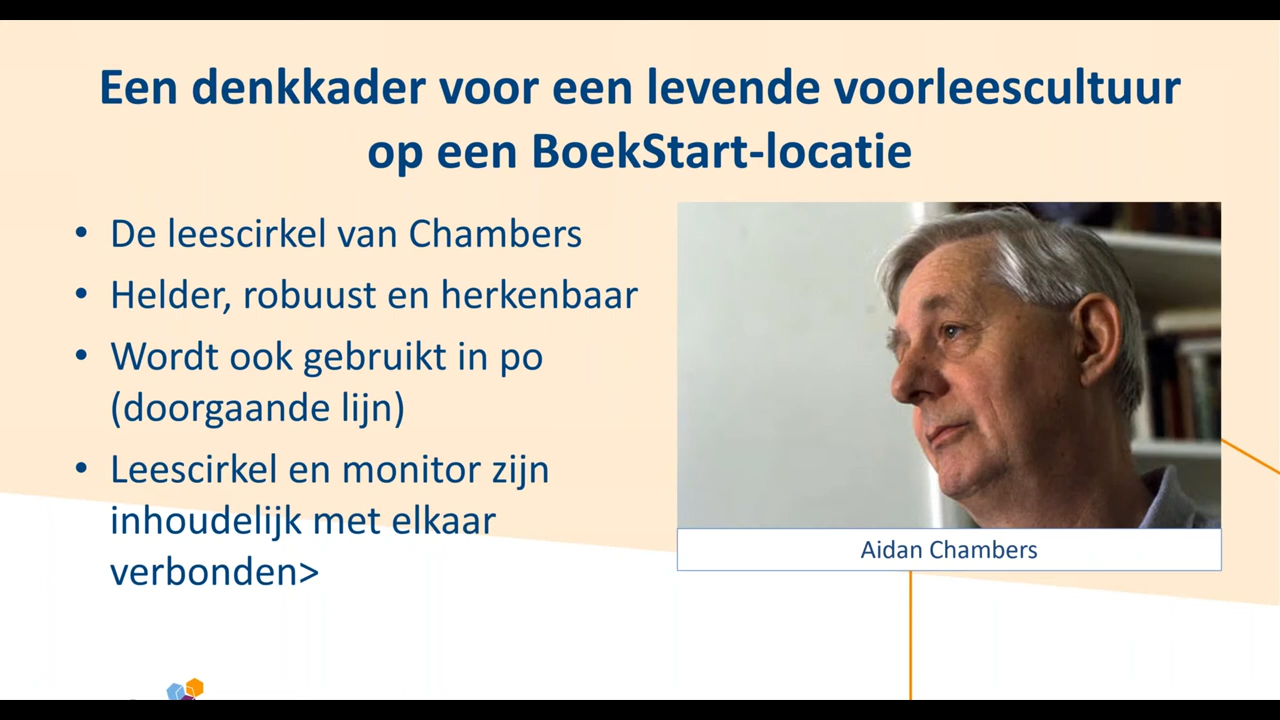 Een denkkader voor een levende voorleescultuur
op een BoekStart-locatie
• De leescirkel van Chambers
• Helder, robuust en herkenbaar
• Wordt ook gebruikt in po
(doorgaande lijn)
• Leescirkel en monitor zijn
inhoudelijk met elkaar
verbonden>
Aidan Chambers